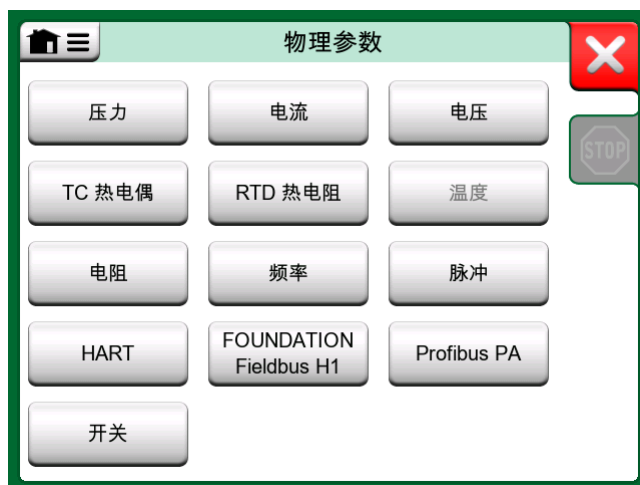 物理参数
压力
电流
电压
STOP
TC 热电偶
RTD 热电阻
温度
电阻
频率
脉冲
HART
FOUNDATION
Fieldbus H1
Profibus PA
开关